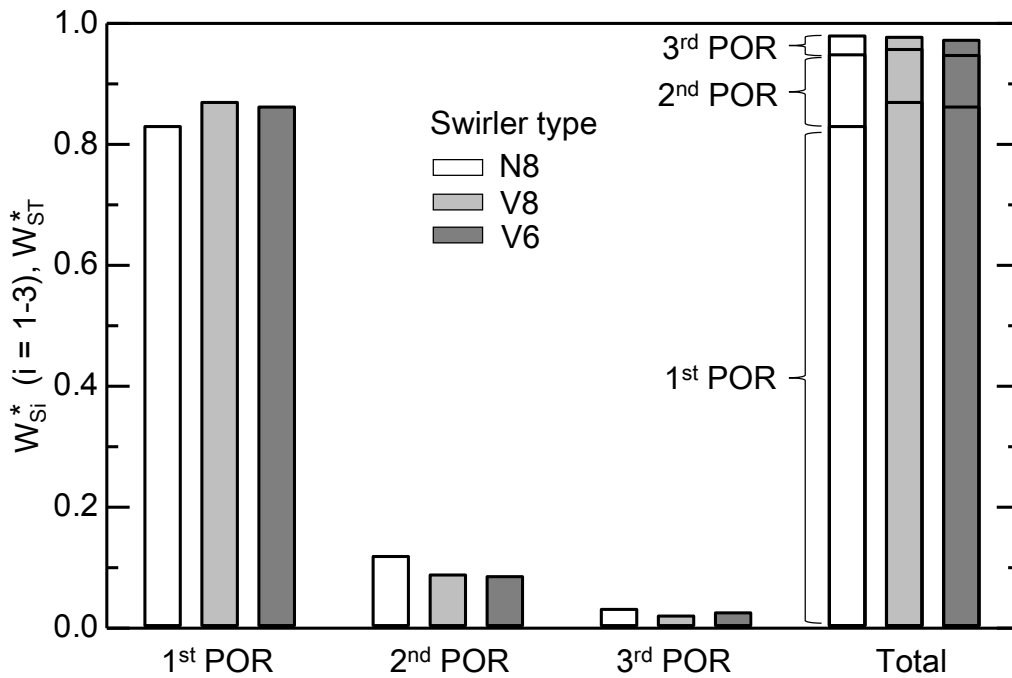 1.0
0.8
0.6
0.4
0.2
0.0
W*Si (i = 1-3), W*ST
Swirler type
N8
V8
V6
3rd POR
2nd POR
1st POR
1st POR
2nd POR
3rd POR
Total